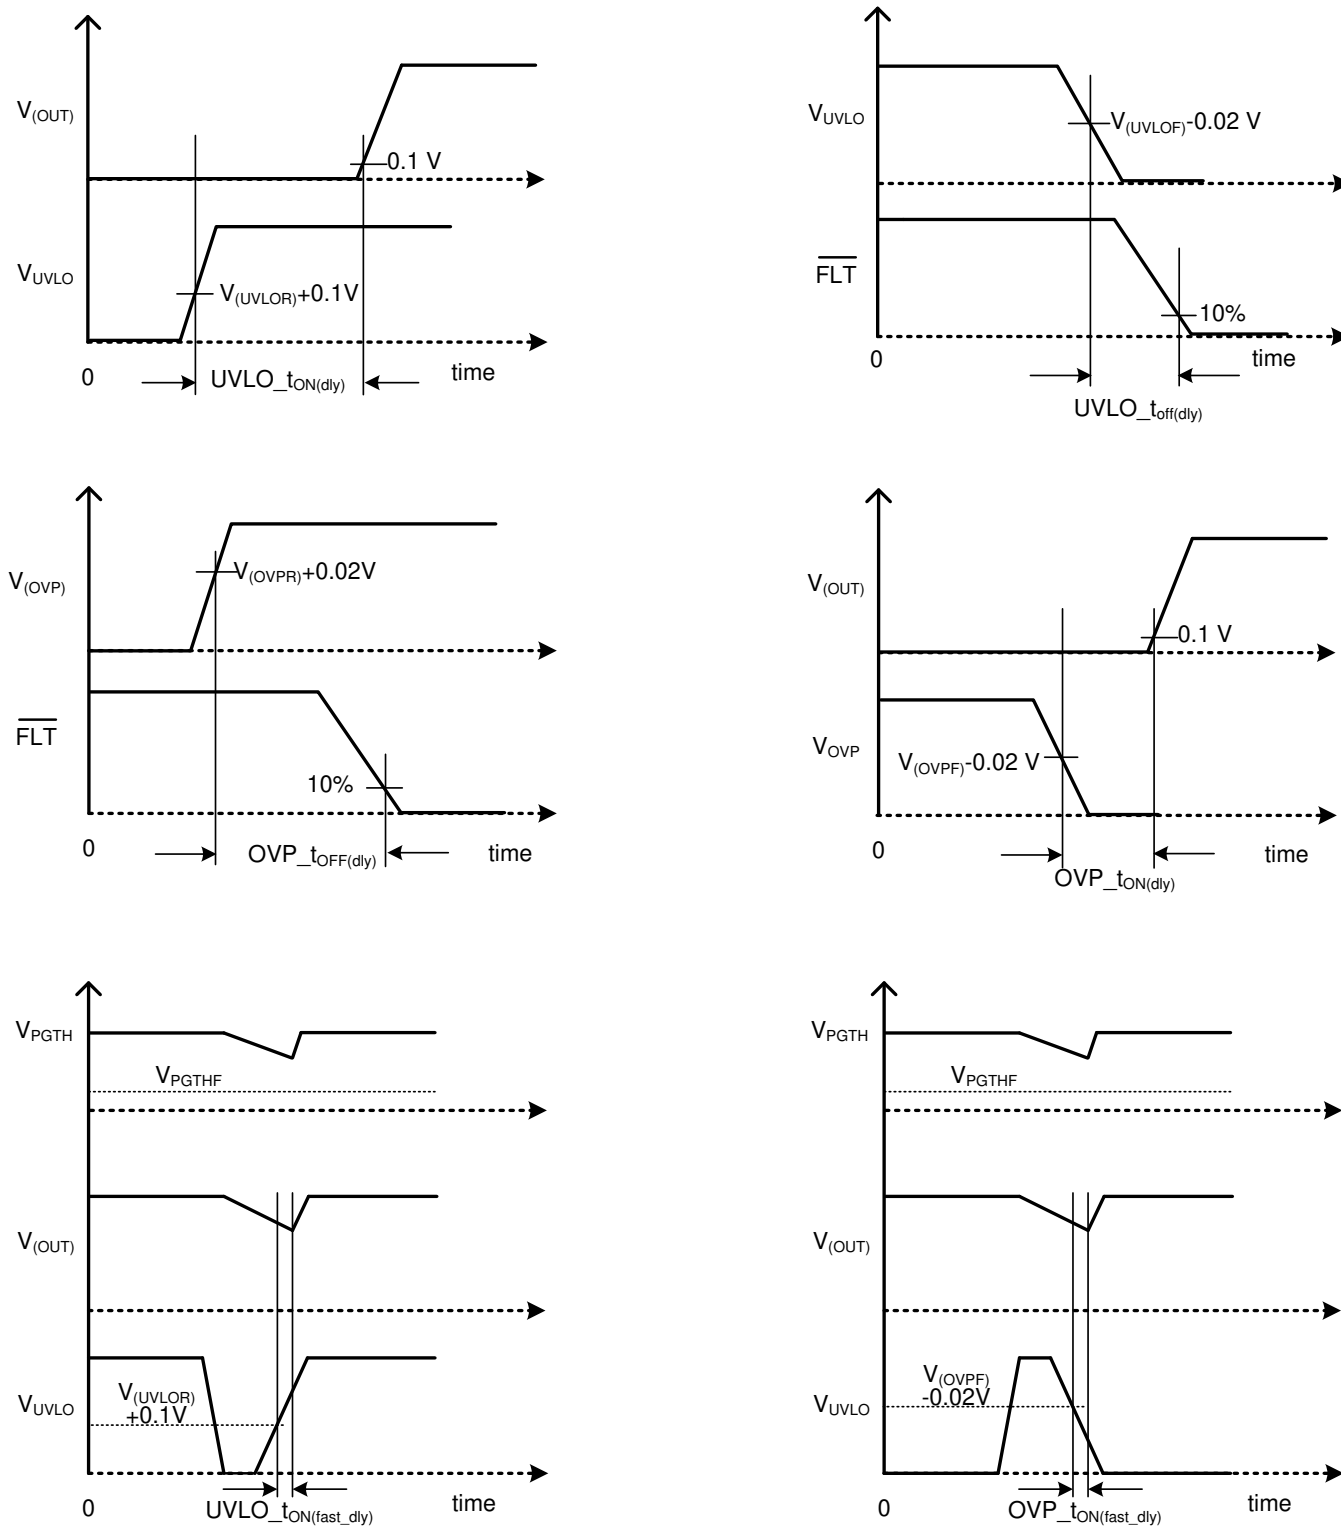 V(OUT)
0.1 V
VUVLO
V(UVLOR)+0.1V
0
UVLO_tON(dly)
time
VUVLO
V(UVLOF)-0.02 V
FLT
10%
0
time
UVLO_toff(dly)
V(OVP)
V(OVPR)+0.02V
FLT
10%
0
OVP_tOFF(dly)
time
V(OUT)
0.1 V
VOVP
V(OVPF)-0.02 V
0
time
OVP_tON(dly)
VPGTH
VPGTHF
V(OUT)
V(UVLOR)
+0.1V
VUVLO
0
UVLO_tON(fast_dly)
time
VPGTH
VPGTHF
V(OUT)
V(OVPF)
-0.02V
VUVLO
0
OVP_tON(fast_dly)
time